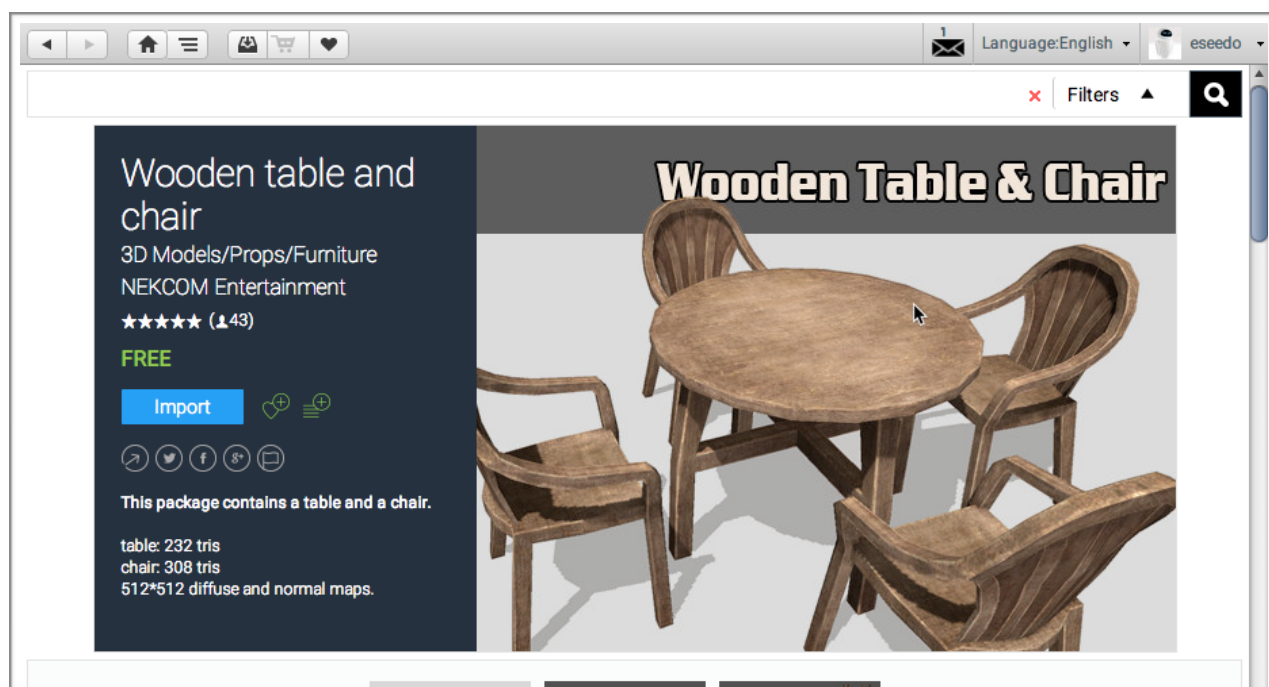 1
Language:English
eseedo
Filters
Wooden table and
chair
3D Models/Props/Furniture
NEKCOM Entertainment
(43)
FREE
Import
This package contains a table and a chair.
table: 232 tris
chair: 308 tris
512*512 diffuse and normal maps.
Wooden Table & Chair